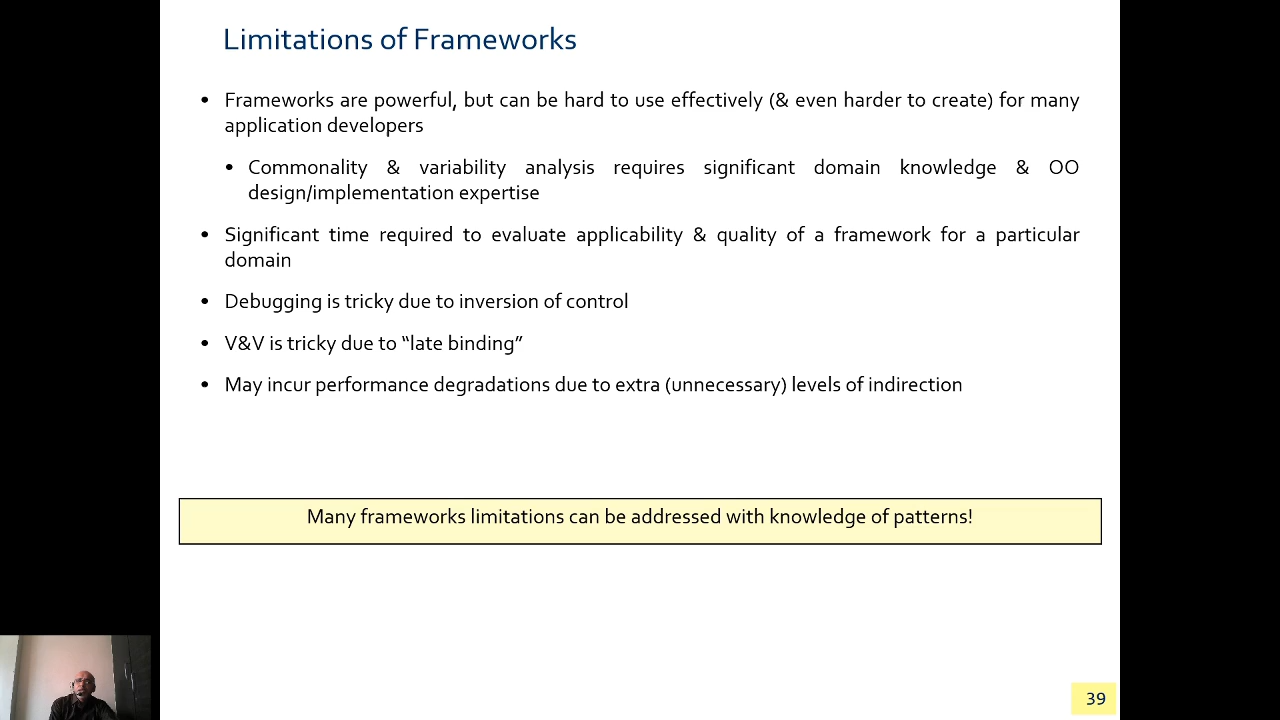 Limitations of Frameworks
• Frameworks are powerful, but can be hard to use effectively (& even harder to create) for many
application developers
• Commonality & variability analysis requires significant domain knowledge & OO
design/implementation expertise
• Significant time required to evaluate applicability & quality of a framework for a particular
domain
• Debugging is tricky due to inversion of control
• V&V is tricky due to “late binding”
• May incur performance degradations due to extra (unnecessary) levels of indirection
Many frameworks limitations can be addressed with knowledge of patterns!
39